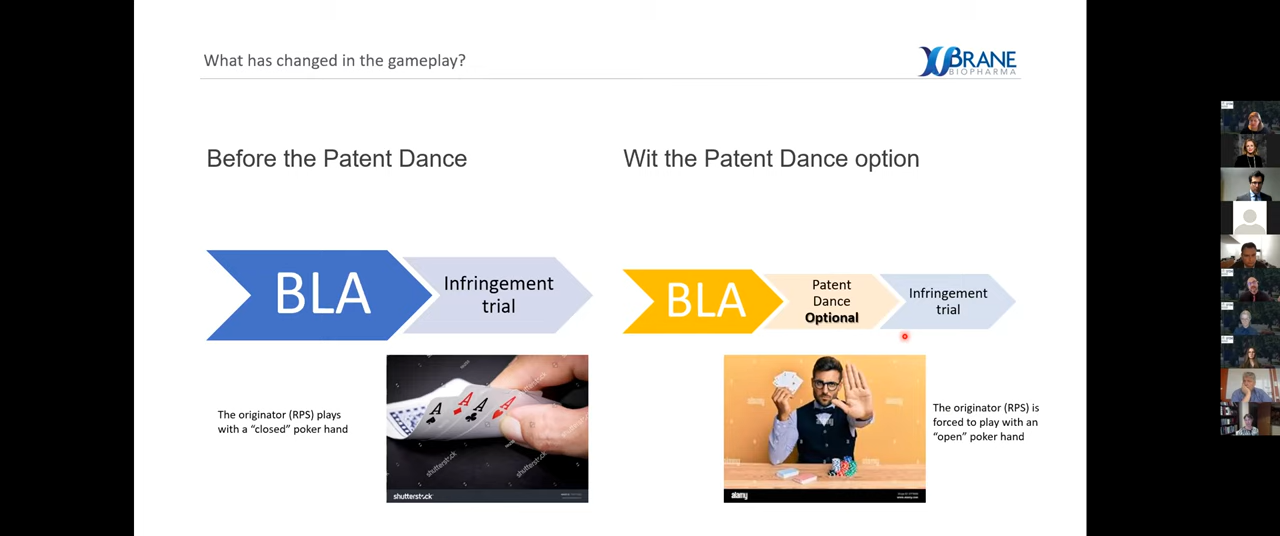 What has changed in the gameplay?
XBRANE
BIOPHARMA
Before the Patent Dance
Wit the Patent Dance option
BLA
Infringement
trial
BLA
Patent
Dance
Optional
Infringement
trial
The originator (RPS) plays
with a “closed” poker hand
A
A
A
A
shutterstock
shutterstock
alamy
alamy
The originator (RPS) is
forced to play with an
“open” poker hand